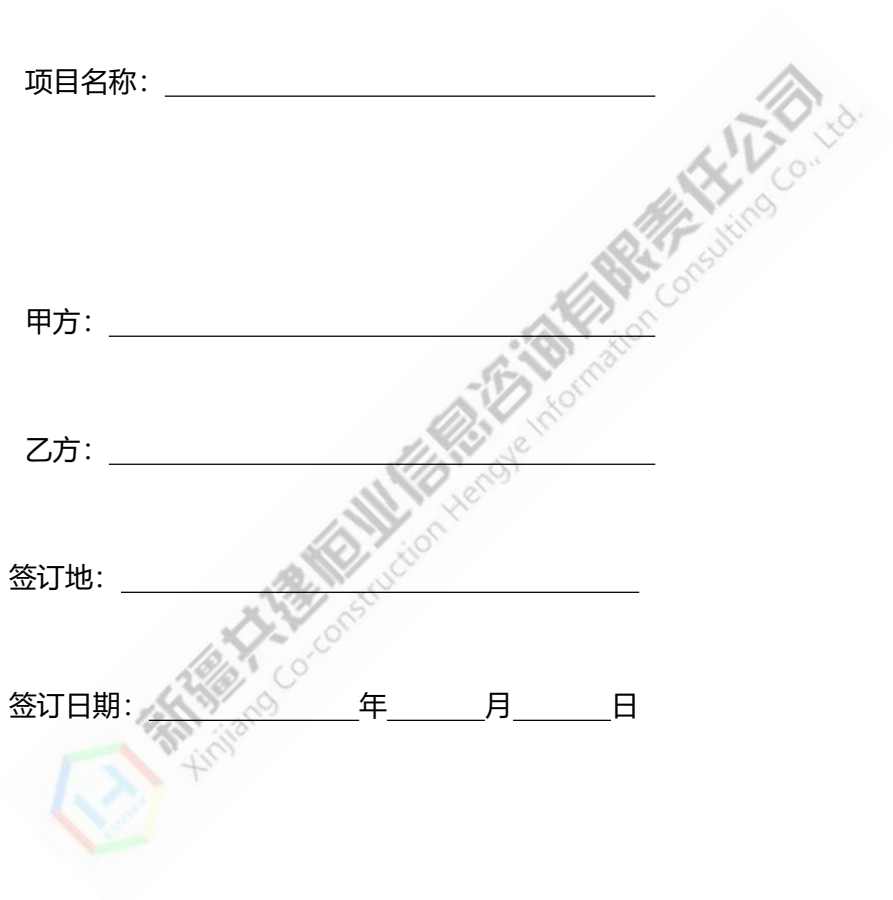 项目名称：
甲方：
乙方：
签订地：
签订日期： 年 月 日
新疆共建恒业信息咨询有限责任公司
Xinjiang Co-construction Hengye Information Consulting Co., Ltd.